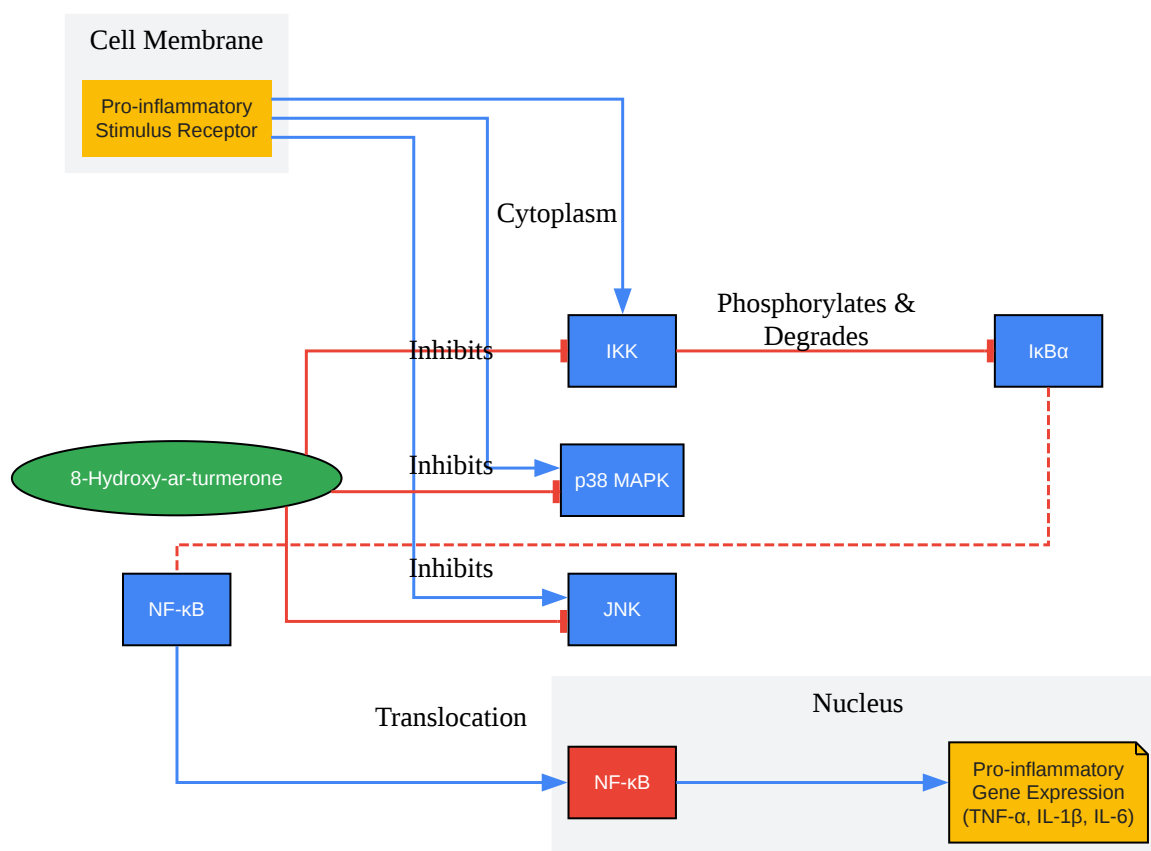 Cell Membrane
Pro-inflammatory
Stimulus Receptor
Cytoplasm
Phosphorylates &
Degrades
Inhibits
IKK
IκBα
Inhibits
8-Hydroxy-ar-turmerone
p38 MAPK
Inhibits
NF-κB
JNK
Translocation
Nucleus
NF-κB
Pro-inflammatory
Gene Expression
(TNF-α, IL-1β, IL-6)